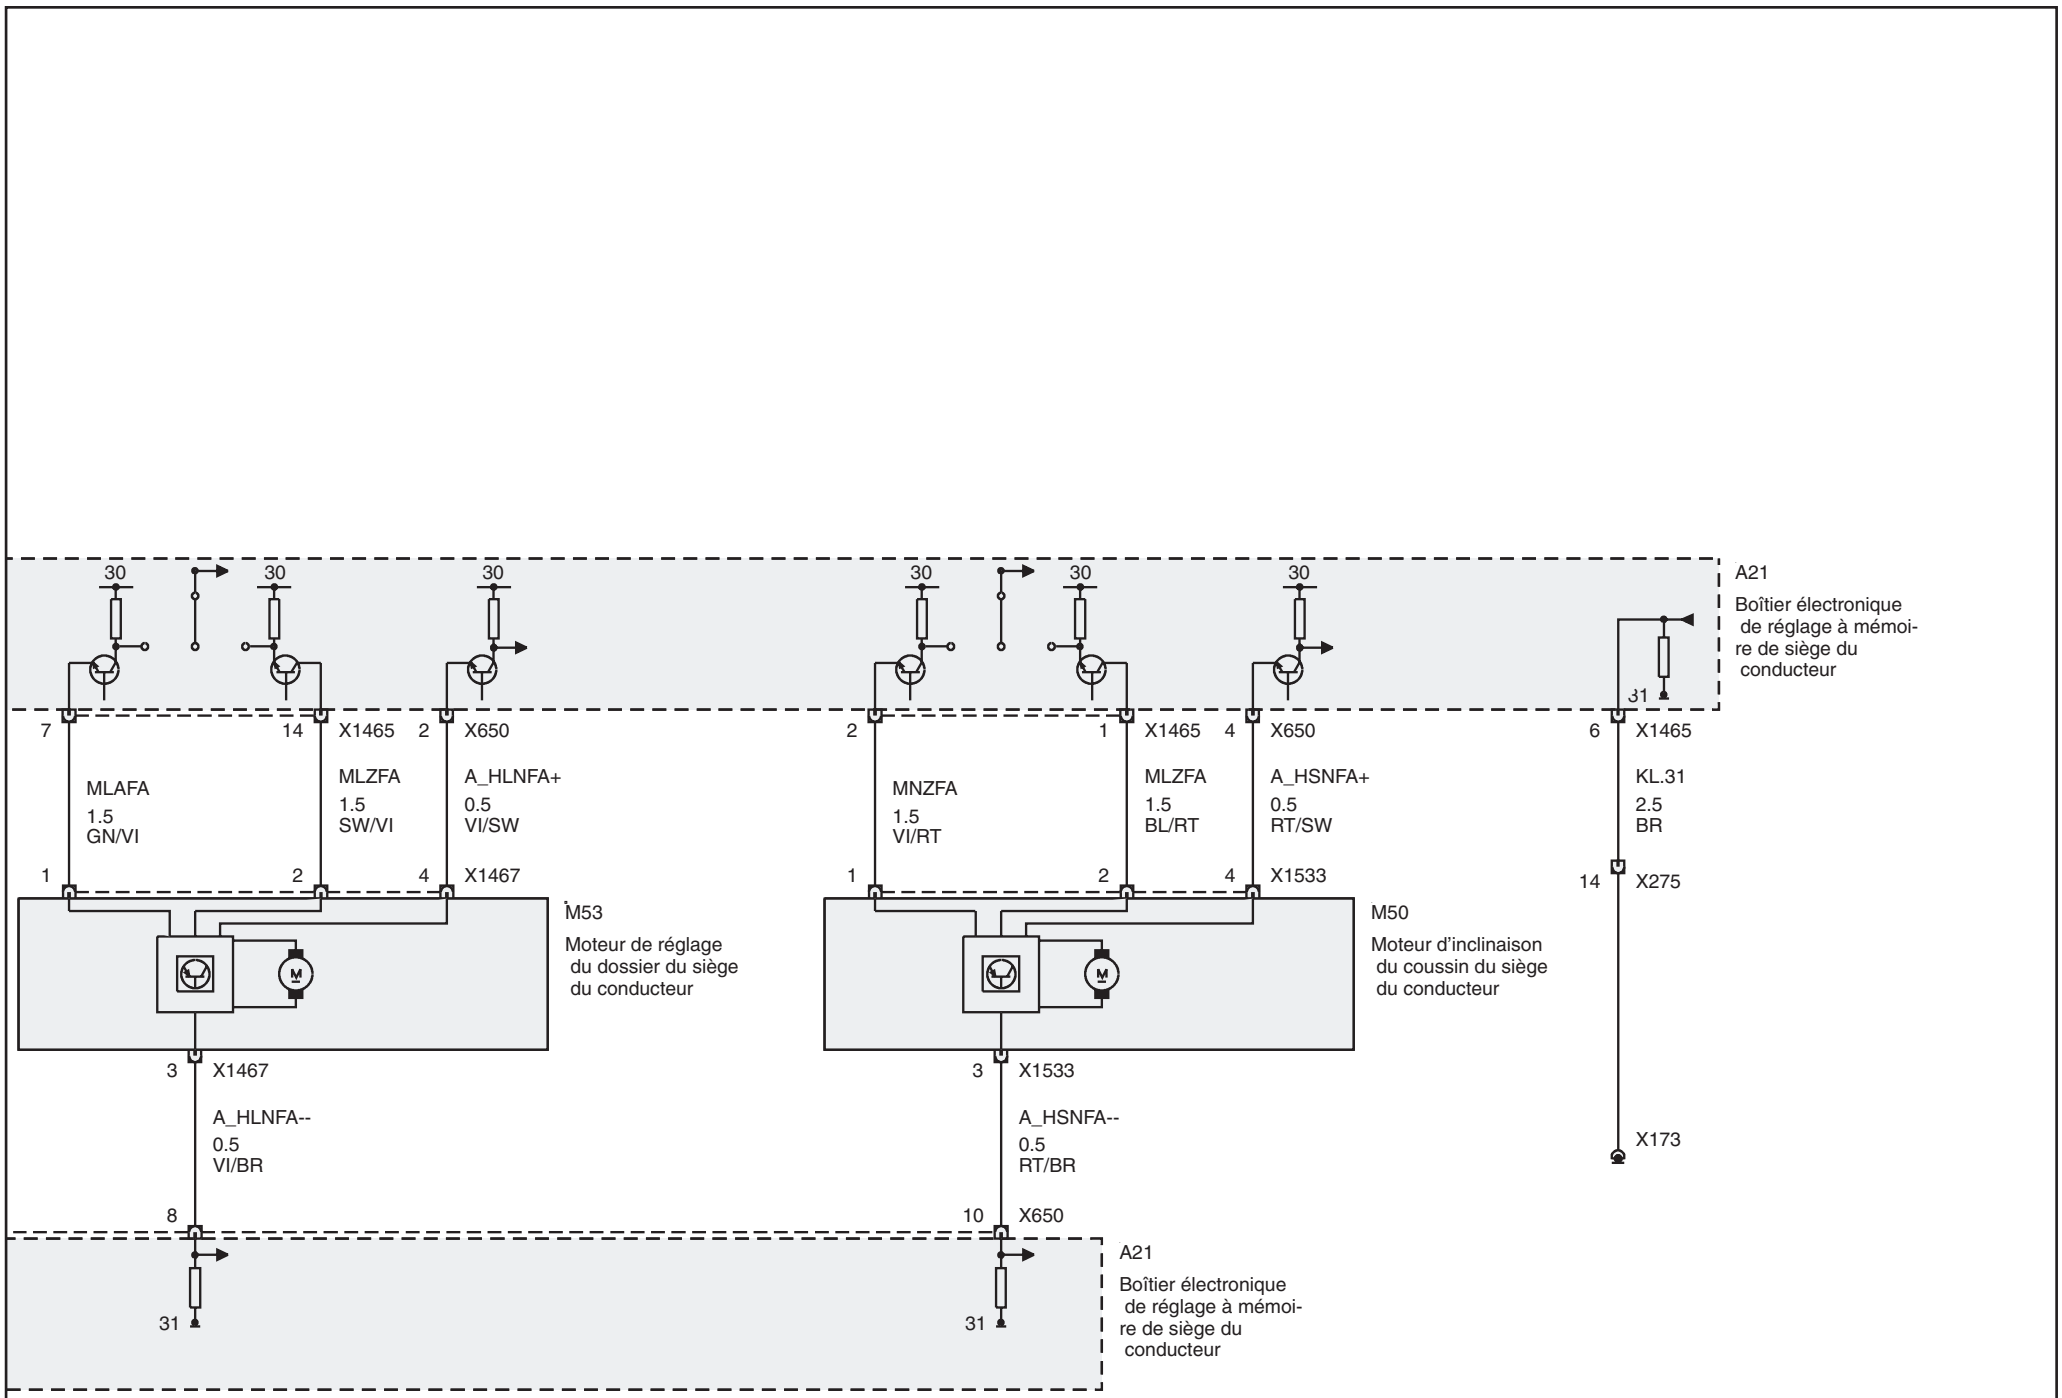 30
30
30
30
30
30
A21
Boîtier électronique
de réglage à mémoi-
re de siège du
conducteur
31
7
14
X1465
2
X650
2
1
X1465
4
X650
6
X1465
MLAFA
1.5
GN/VI
MLZFA
1.5
SW/VI
A_HLNFA+
0.5
VI/SW
MNZFA
1.5
VI/RT
MLZFA
1.5
BL/RT
A_HSNFA+
0.5
RT/SW
KL.31
2.5
BR
1
2
4
X1467
1
2
4
X1533
14
X275
M53
Moteur de réglage
du dossier du siège
du conducteur
M
M50
Moteur d'inclinaison
du coussin du siège
du conducteur
M
3
X1467
3
X1533
A_HLNFA--
0.5
VI/BR
A_HSNFA--
0.5
RT/BR
X173
8
10
X650
A21
Boîtier électronique
de réglage à mémoi-
re de siège du
conducteur
31
31